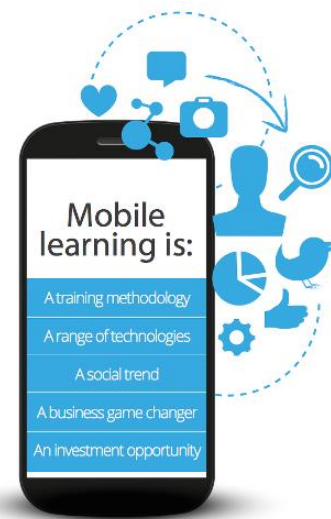 Mobile
learning is:
A training methodology
A range of technologies
A social trend
A business game changer
An investment opportunity